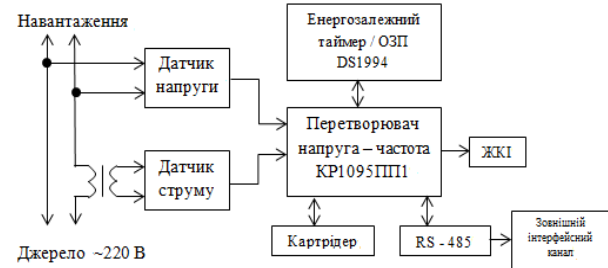 Навантаження
Енергозалежний
таймер / ОЗП
DS1994
Датчик
напруги
Перетворювач
напруга – частота
КР1095ПП1
ЖКІ
Датчик
струму
Джерело ~220 В
Картрідер
RS - 485
Зовнішній
інтерфейсний
канал